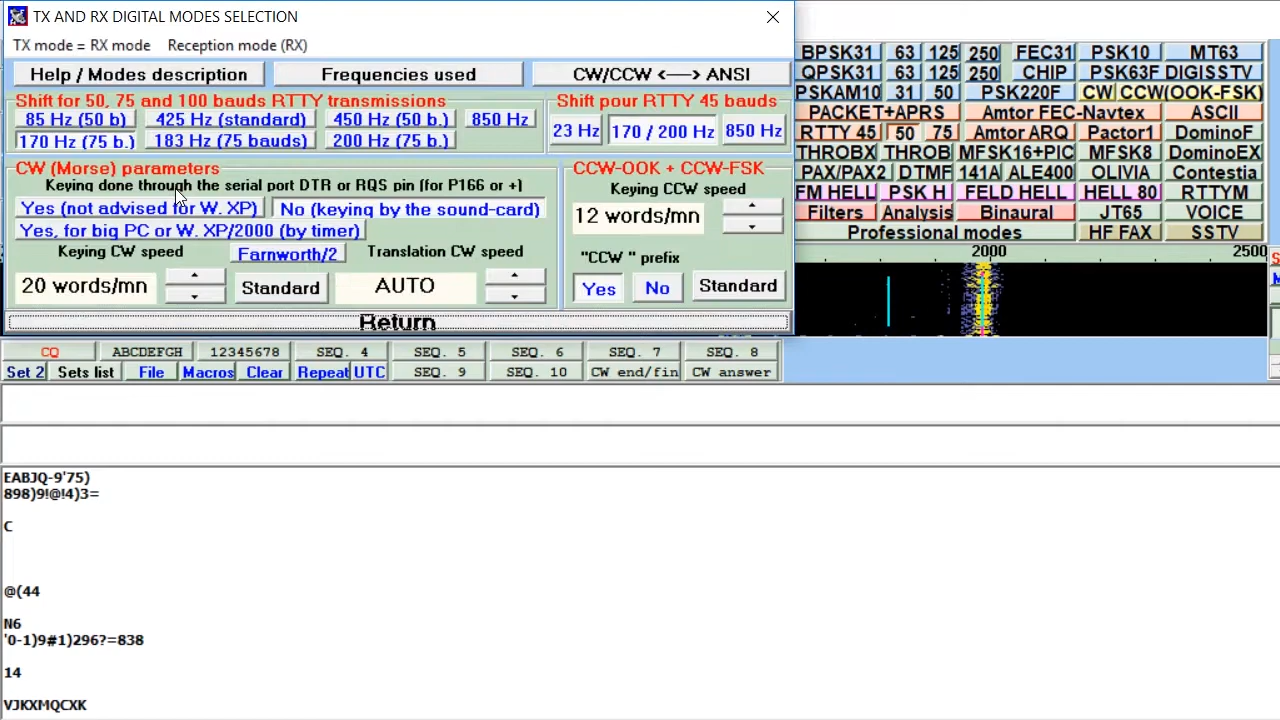 TX AND RX DIGITAL MODES SELECTION
TX mode = RX mode Reception mode (RX)
Help / Modes description Frequencies used CW/CCW <---> ANSI
Shift for 50, 75 and 100 bauds RTTY transmissions Shift pour RTTY 45 bauds
85 Hz (50 b) 425 Hz (standard) 450 Hz (50 b.) 850 Hz
23 Hz 170 / 200 Hz 850 Hz
170 Hz (75 b.) 183 Hz (75 bauds) 200 Hz (75 b.)
CW (Morse) parameters CCW-OOK + CCW-FSK
Keying done through the serial port DTR or RQS pin (for P166 or +) Keying CCW speed
Yes (not advised for W. XP) No (keying by the sound-card) 12 words/mn
Yes, for big PC or W. XP/2000 (by timer)
Keying CW speed Farnworth/2 Translation CW speed "CCW " prefix
20 words/mn Standard AUTO Yes No Standard
Return
BPSK31 63 125 250 FEC31 PSK10 MT63
QPSK31 63 125 250 CHIP PSK63F DIGISSTV
PSKAM10 31 50 PSK220F CW CCW(OOK-FSK)
PACKET+APRS Amtor FEC-Navtex ASCII
RTTY 45 50 75 Amtor ARQ Pactor1 DominoF
THROBX THROB MFSK16+PIC MFSK8 DominoEX
PAX/PAX2 DTMF 141A ALE400 OLIVIA Contestia
FM HELL PSK H FELD HELL HELL 80 RTTYM
Filters Analysis Binaural JT65 VOICE
Professional modes HF FAX SSTV
2000 2500
CQ ABCDEFGH 12345678 SEQ. 4 SEQ. 5 SEQ. 6 SEQ. 7 SEQ. 8
Set 2 Sets list File Macros Clear Repeat UTC SEQ. 9 SEQ. 10 CW end/fin CW answer
EABJQ-9'75)
898)9!@!4)3=
C
@(44
N6
'0-1)9#1)296?=838
14
VJKXMQCXK